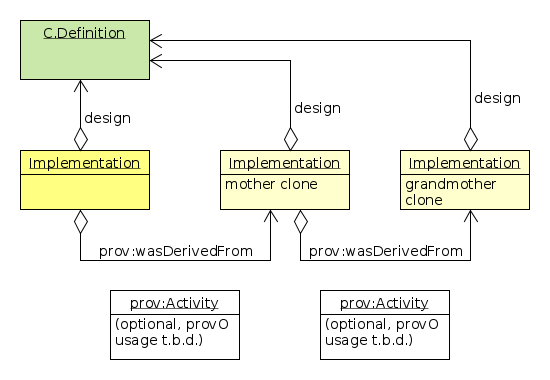 C.Definition
design
design
design
Implementation
Implementation
mother clone
Implementation
grandmother
clone
prov:wasDerivedFrom
prov:wasDerivedFrom
prov:Activity
(optional, provO
usage t.b.d.)
prov:Activity
(optional, provO
usage t.b.d.)